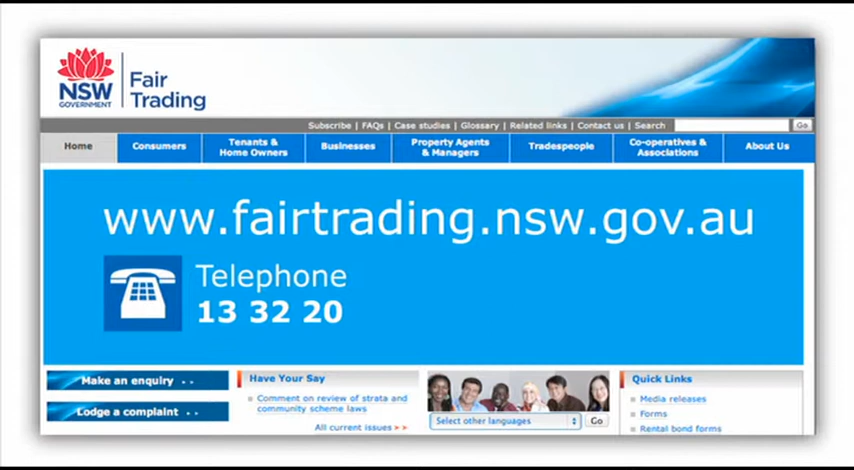 NSW
GOVERNMENT
Fair
Trading
Subscribe | FAQs | Case studies | Glossary | Related links | Contact us | Search
Go
Home
Consumers
Tenants &
Home Owners
Businesses
Property Agents
& Managers
Tradespeople
Co-operatives &
Associations
About Us
www.fairtrading.nsw.gov.au
Telephone
13 32 20
Make an enquiry
Lodge a complaint
Have Your Say
Comment on review of strata and
community scheme laws
All current issues
Select other languages
Go
Quick Links
Media releases
Forms
Rental bond forms